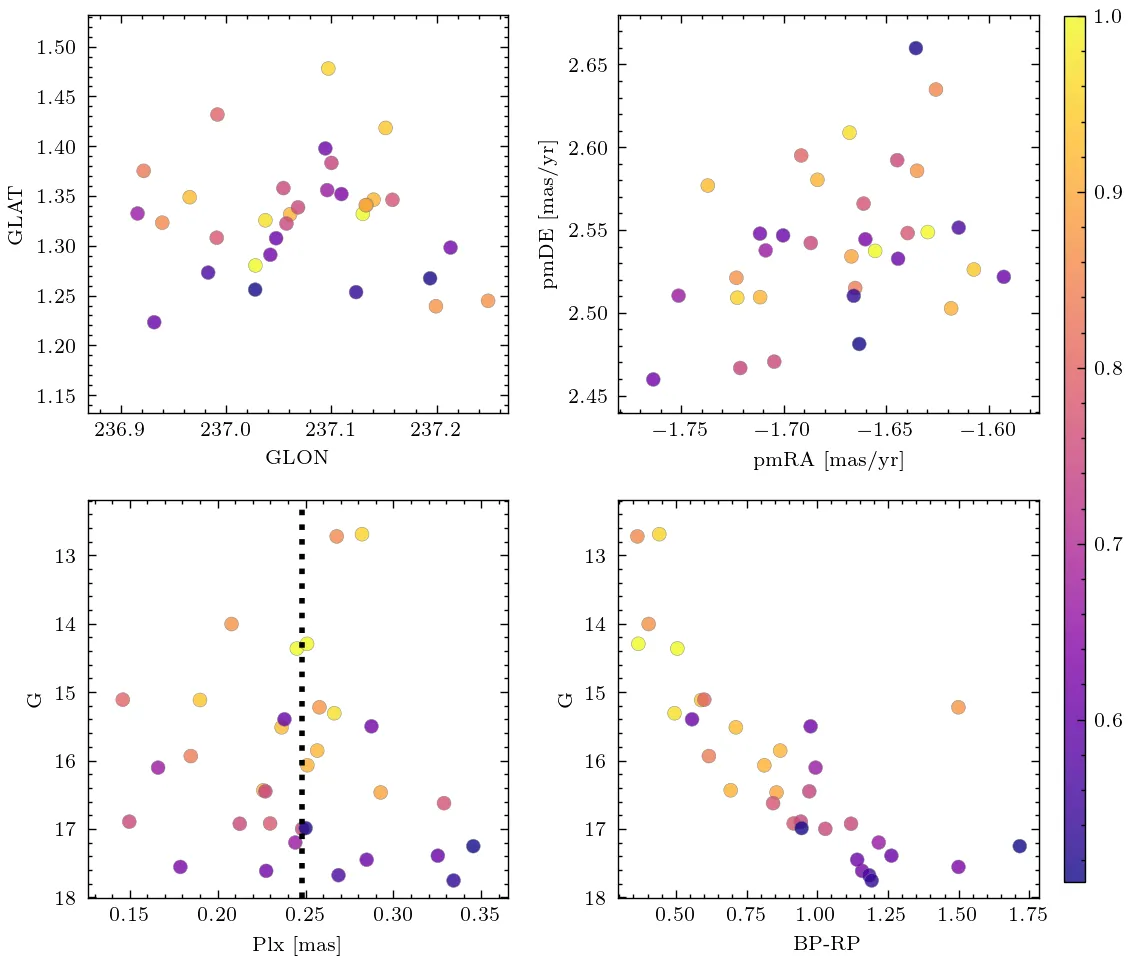 1.50
1.45
1.40
1.35
1.30
1.25
1.20
1.15
GLAT
236.9 237.0 237.1 237.2
GLON
2.65
2.60
2.55
2.50
2.45
pmDE [mas/yr]
−1.75 −1.70 −1.65 −1.60
pmRA [mas/yr]
1.0
0.9
0.8
0.7
0.6
13
14
15
16
17
18
G
0.15 0.20 0.25 0.30 0.35
Plx [mas]
13
14
15
16
17
18
G
0.50 0.75 1.00 1.25 1.50 1.75
BP-RP